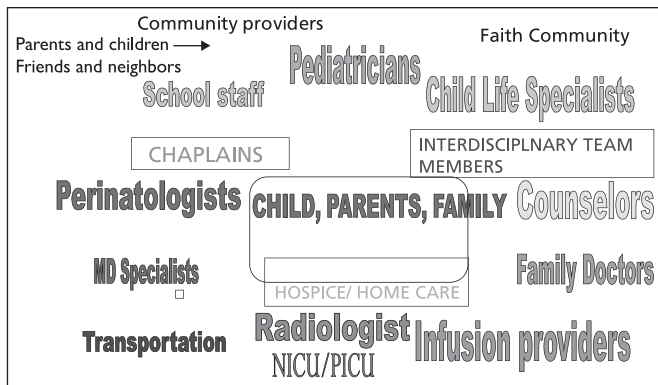 Community providers
Parents and children
Friends and neighbors
Faith Community
Pediatricians
School staff
Child Life Specialists
CHAPLAINS
INTERDISCIPLNARY TEAM
MEMBERS
Perinatologists
CHILD, PARENTS, FAMILY
Counselors
MD Specialists
Family Doctors
HOSPICE/ HOME CARE
Transportation
Radiologist
Infusion providers
NICU/PICU